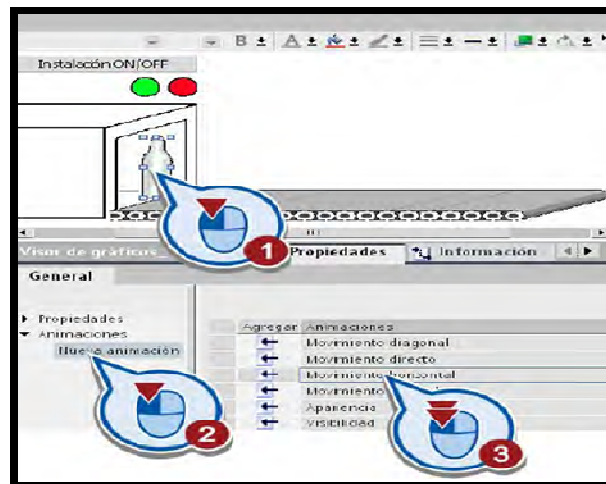 B A
Instalación ON/OFF
1
Visor de gráficos_ Propiedades Información
General
Propiedades
Animaciones
Nueva animación
Agregar Animaciones
Movimiento diagonal
Movimiento directo
Movimiento horizontal
Movimiento
Apariencia
Visibilidad
2
3